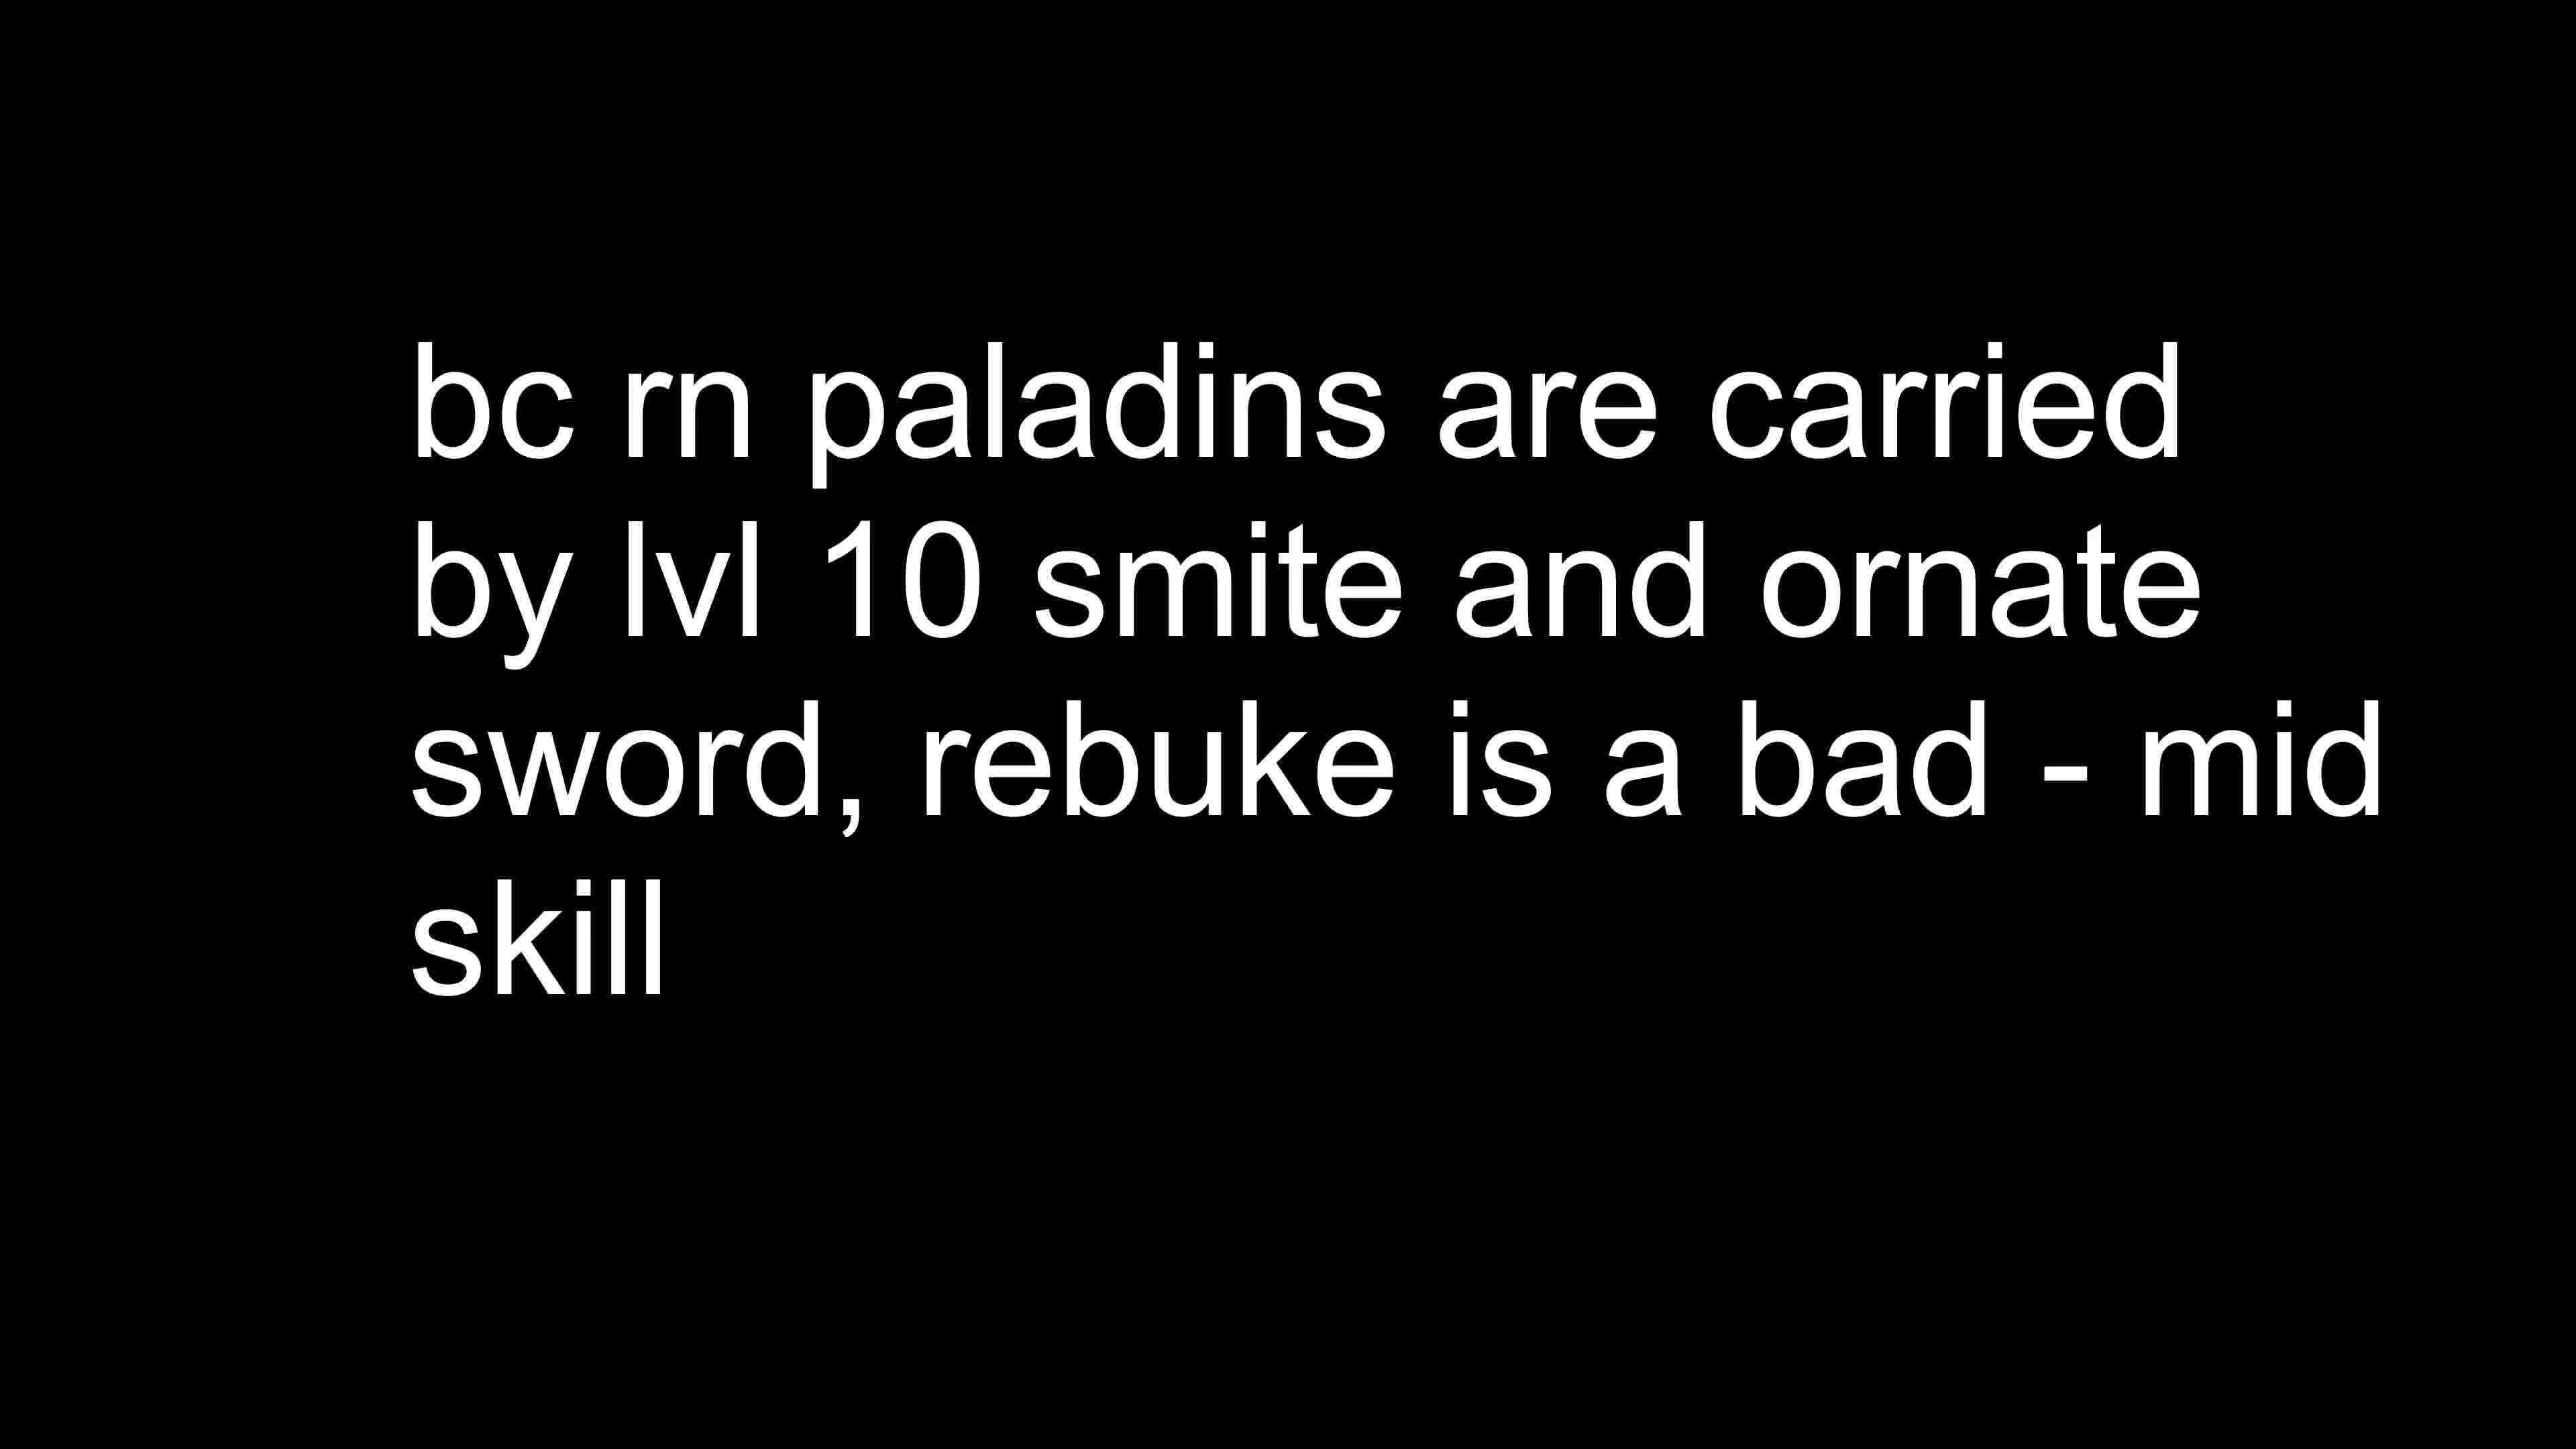 bc rn paladins are carried
by lvl 10 smite and ornate
sword, rebuke is a bad - mid
skill